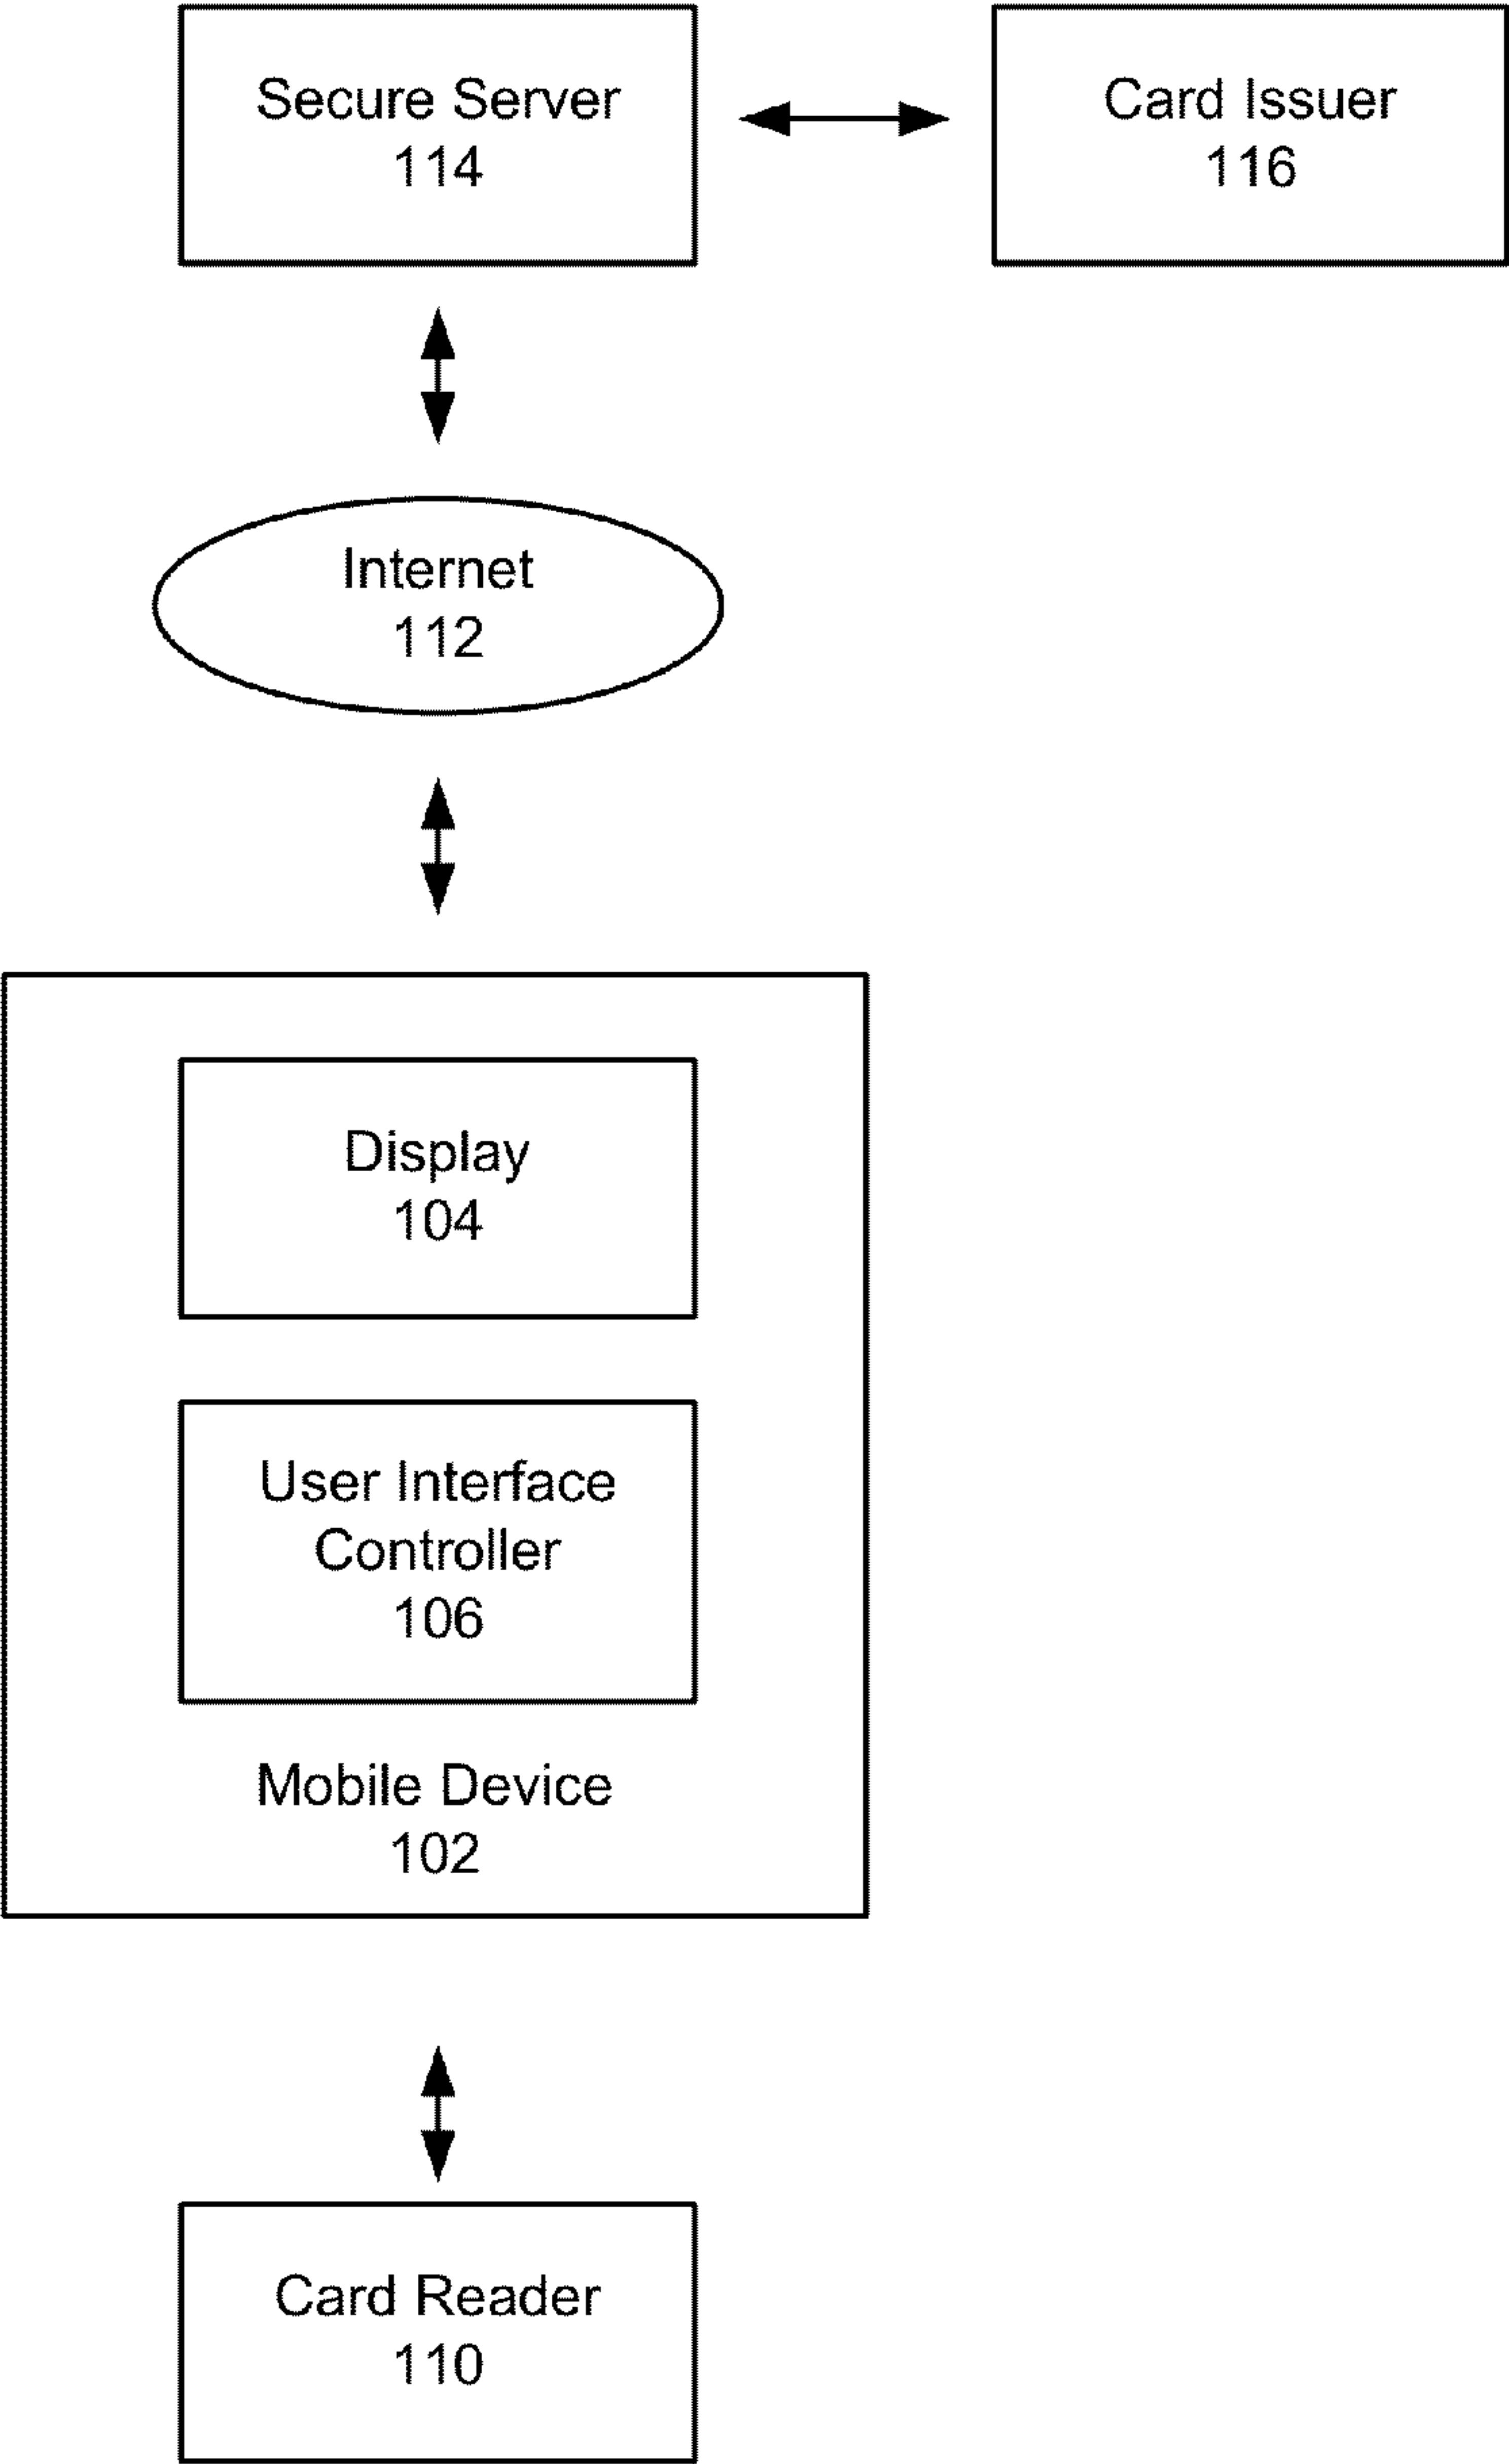 Secure Server
114
Card Issuer
116
Internet
112
Display
104
User Interface
Controller
106
Mobile Device
102
Card Reader
110